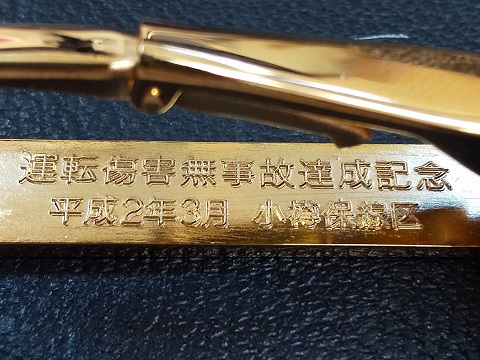 運転傷害無事故達成記念
平成2年3月 小樽保線区